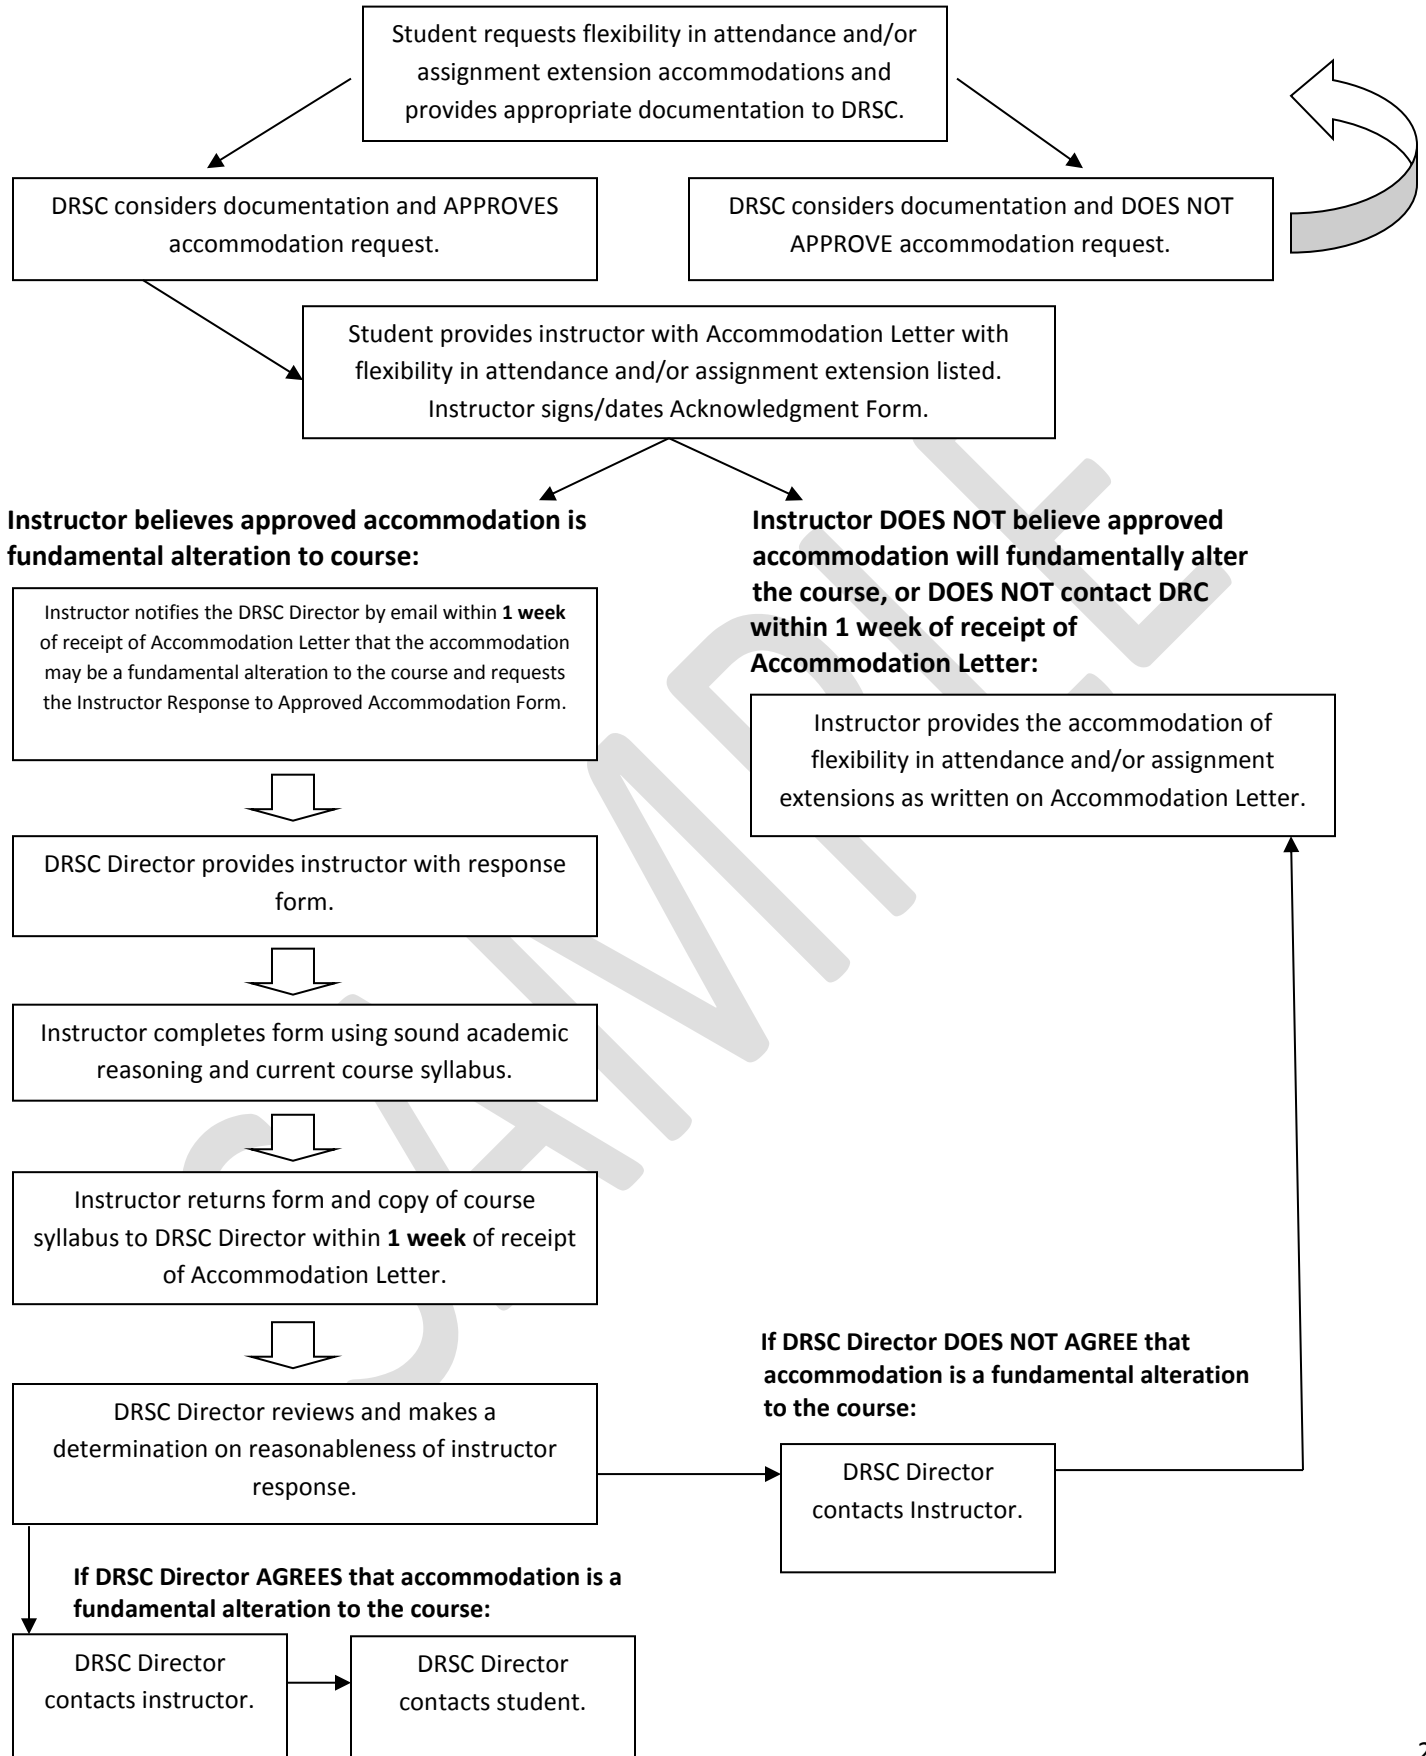 Student requests flexibility in attendance and/or
assignment extension accommodations and
provides appropriate documentation to DRSC.
DRSC considers documentation and APPROVES
accommodation request.
DRSC considers documentation and DOES NOT
APPROVE accommodation request.
Student provides instructor with Accommodation Letter with
flexibility in attendance and/or assignment extension listed.
Instructor signs/dates Acknowledgment Form.
Instructor believes approved accommodation is
fundamental alteration to course:
Instructor notifies the DRSC Director by email within 1 week
of receipt of Accommodation Letter that the accommodation
may be a fundamental alteration to the course and requests
the Instructor Response to Approved Accommodation Form.
DRSC Director provides instructor with response
form.
Instructor completes form using sound academic
reasoning and current course syllabus.
Instructor returns form and copy of course
syllabus to DRSC Director within 1 week of receipt
of Accommodation Letter.
DRSC Director reviews and makes a
determination on reasonableness of instructor
response.
Instructor DOES NOT believe approved
accommodation will fundamentally alter
the course, or DOES NOT contact DRC
within 1 week of receipt of
Accommodation Letter:
Instructor provides the accommodation of
flexibility in attendance and/or assignment
extensions as written on Accommodation Letter.
If DRSC Director DOES NOT AGREE that
accommodation is a fundamental alteration
to the course:
DRSC Director
contacts Instructor.
If DRSC Director AGREES that accommodation is a
fundamental alteration to the course:
DRSC Director
contacts instructor.
DRSC Director
contacts student.
SAMPLE